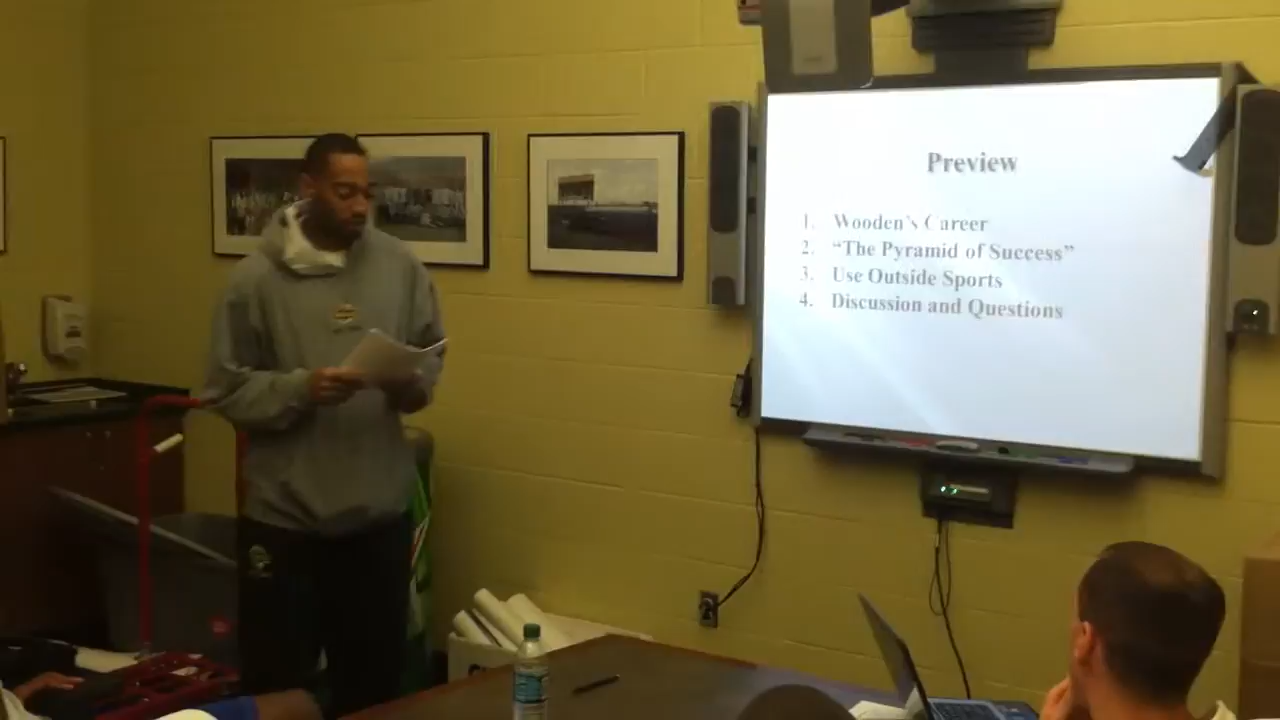 Preview
1. Wooden's Career
2. “The Pyramid of Success”
3. Use Outside Sports
4. Discussion and Questions